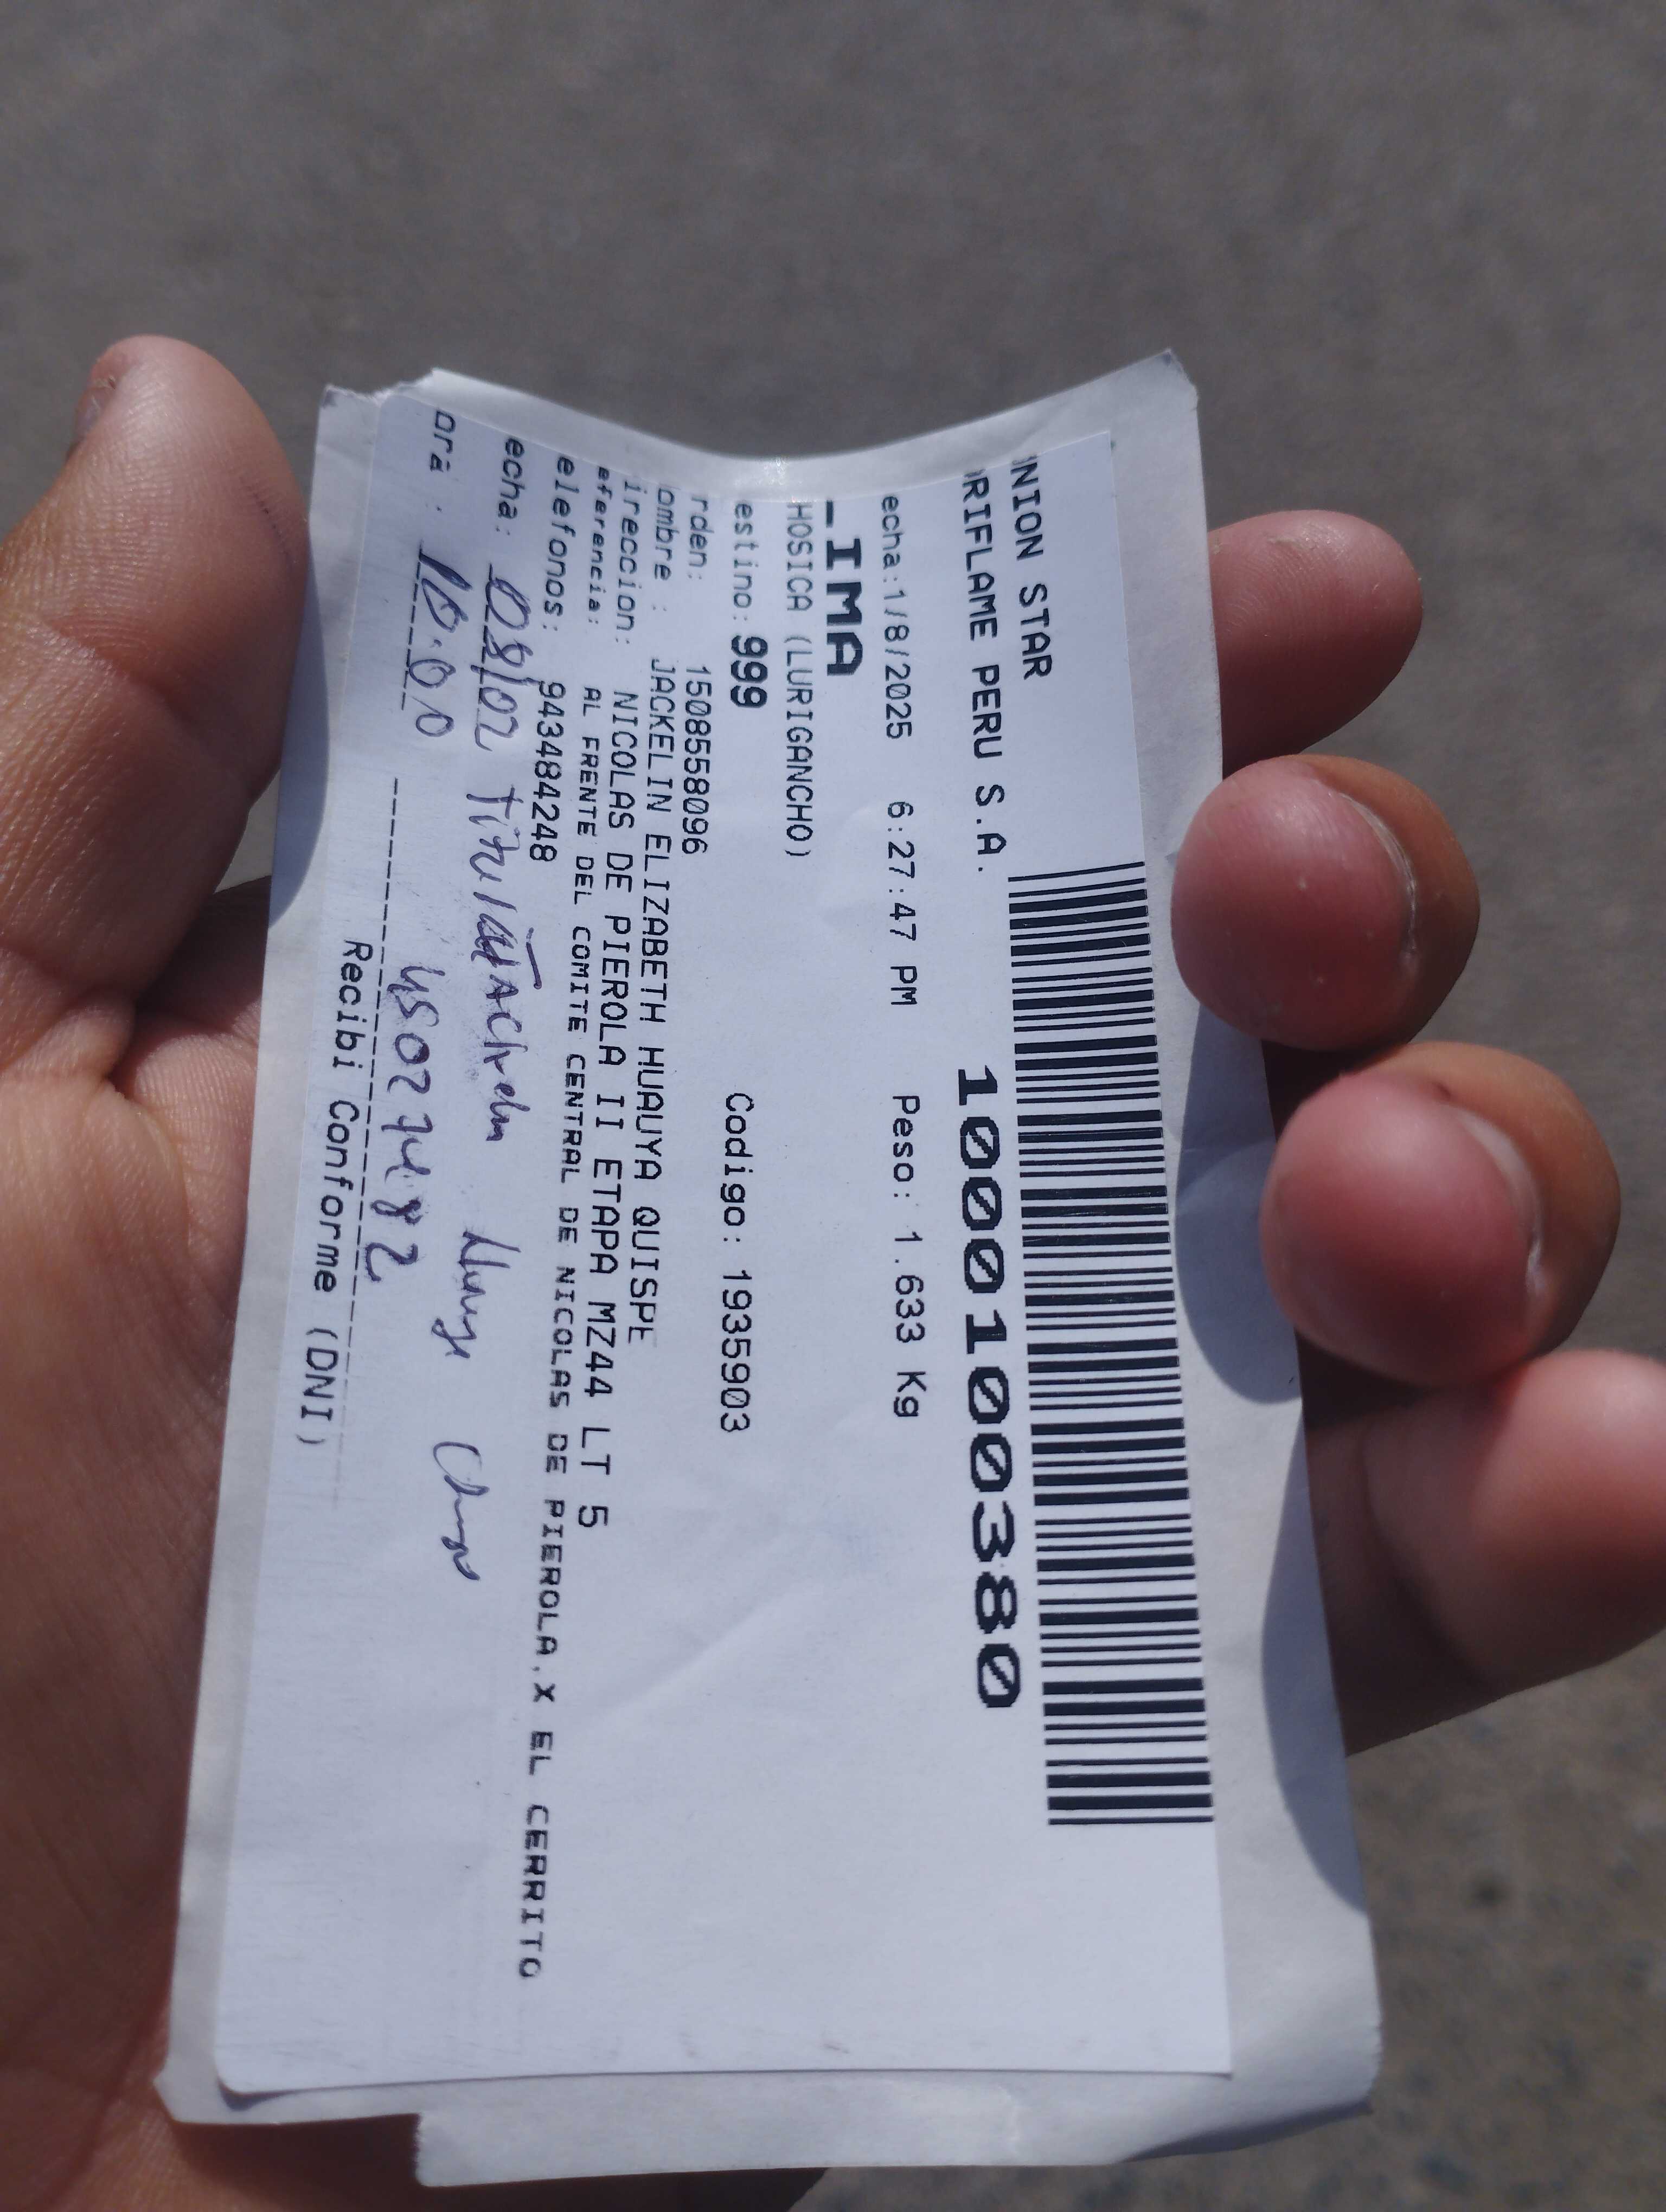 NION STAR
RIFLAME PERU S.A.
10001000380
echa:1/8/2025 6:27:47 PM Peso: 1.633 Kg
IMA
HOSICA (LURIGANCHO)
estino: 999 Codigo: 1935903
rden: 1508558096
ombre : JACKELIN ELIZABETH HUAUYA QUISPE
ireccion: NICOLAS DE PIEROLA II ETAPA MZ44 LT 5
eferencia: AL FRENTE DEL COMITE CENTRAL DE NICOLAS DE PIEROLA.X EL CERRITO
elefonos: 943484248
echa: 08/02 titular
ora : 10.00 45027482
Recibi Conforme (DNI)